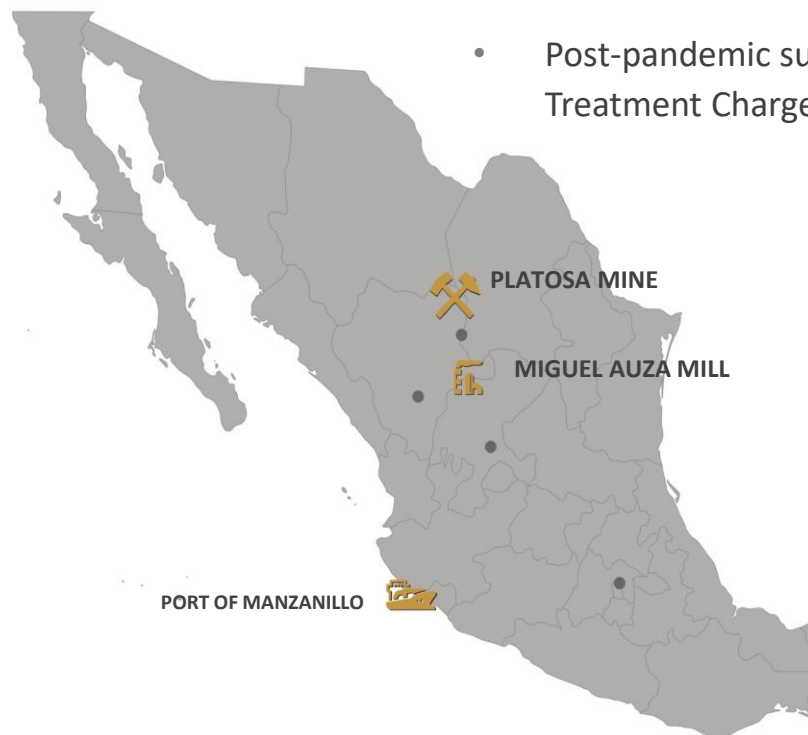 • Post-pandemic su
Treatment Charge
PLATOSA MINE
MIGUEL AUZA MILL
PORT OF MANZANILLO